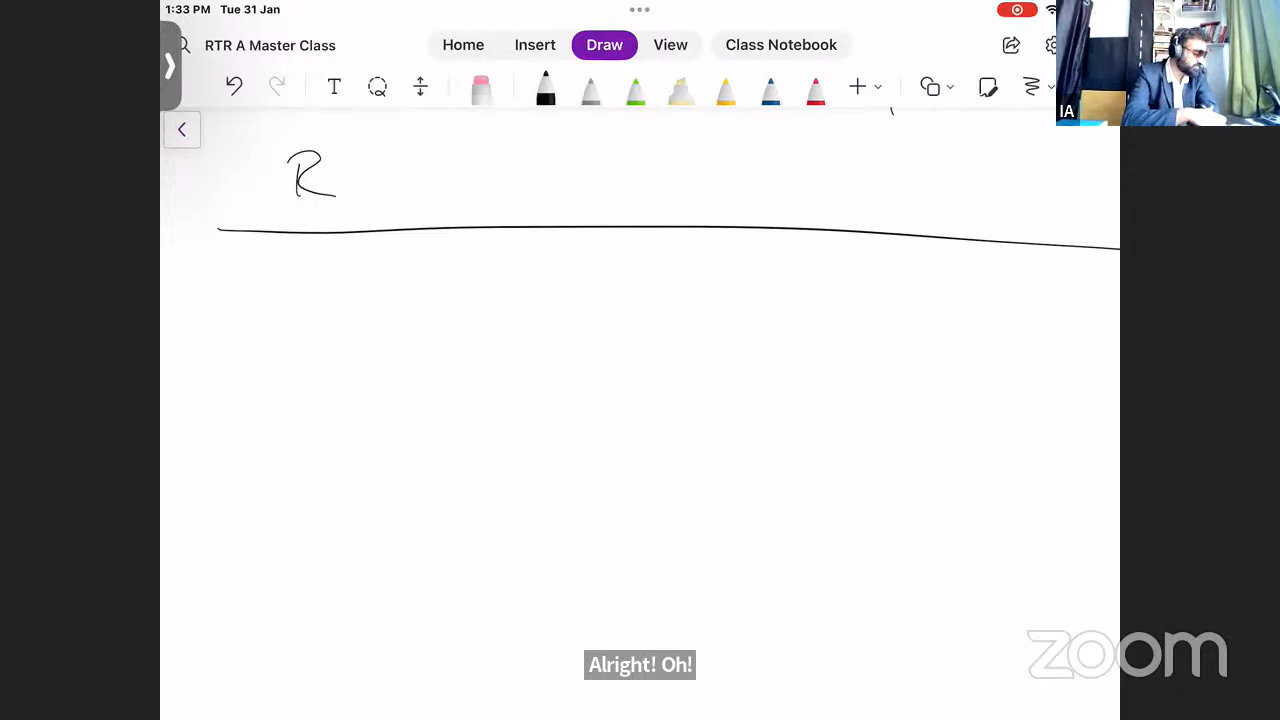 1:33 PM Tue 31 Jan
RTR A Master Class
Home Insert Draw View Class Notebook
T
IA
R
Alright! Oh!
zoom